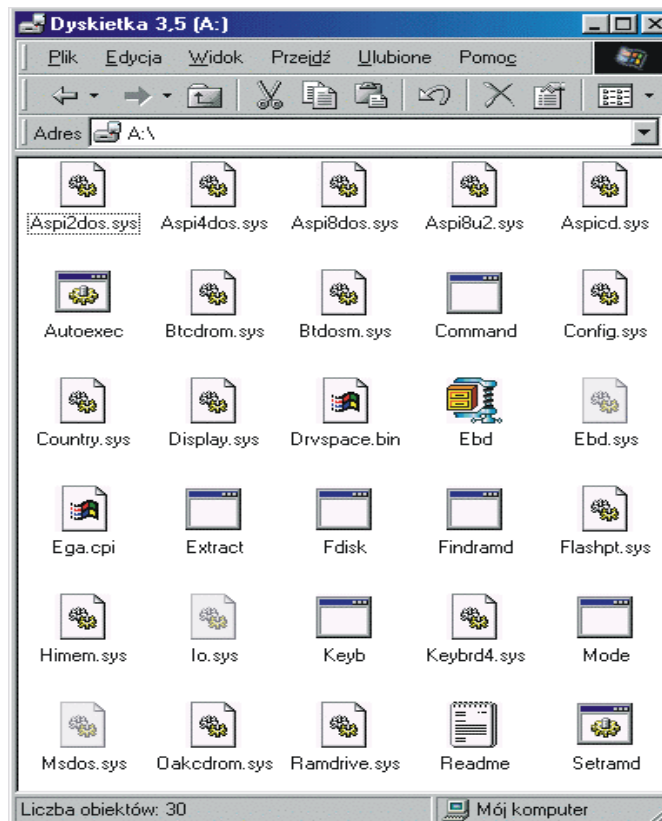 Dyskietka 3,5 (A:)
Plik Edycja Widok Przejdź Ulubione Pomoc
Adres A:\
Aspi2dos.sys Aspi4dos.sys Aspi8dos.sys Aspi8u2.sys Aspicd.sys
Autoexec Btcdrom.sys Btdosm.sys Command Config.sys
Country.sys Display.sys Drvspace.bin Ebd Ebd.sys
Ega.cpi Extract Fdisk Findramd Flashpt.sys
Himem.sys Io.sys Keyb Keybrd4.sys Mode
Msdos.sys Oakcdrom.sys Ramdrive.sys Readme Setramd
Liczba obiektów: 30 Mój komputer